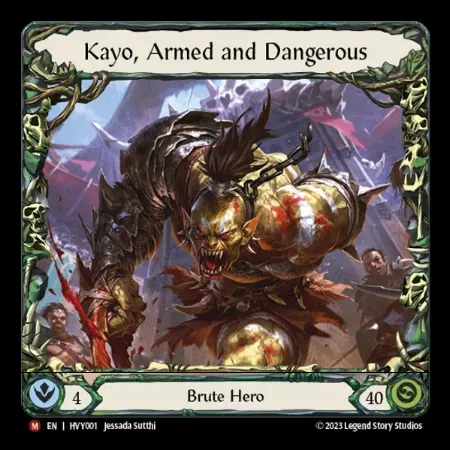 Kayo, Armed and Dangerous
4
Brute Hero
40
M EN | HVY001 Jessada Sutthi
© 2023 Legend Story Studios